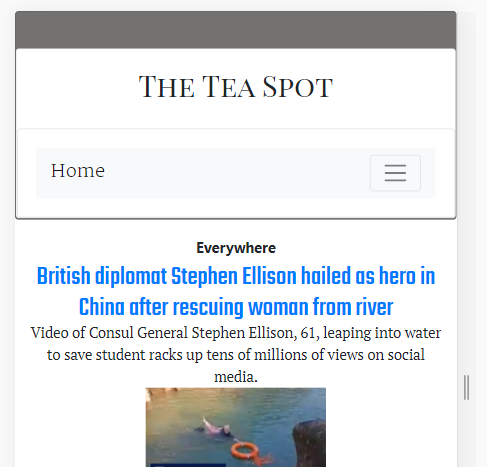 The Tea Spot
Home
Everywhere
British diplomat Stephen Ellison hailed as hero in
China after rescuing woman from river
Video of Consul General Stephen Ellison, 61, leaping into water
to save student racks up tens of millions of views on social
media.